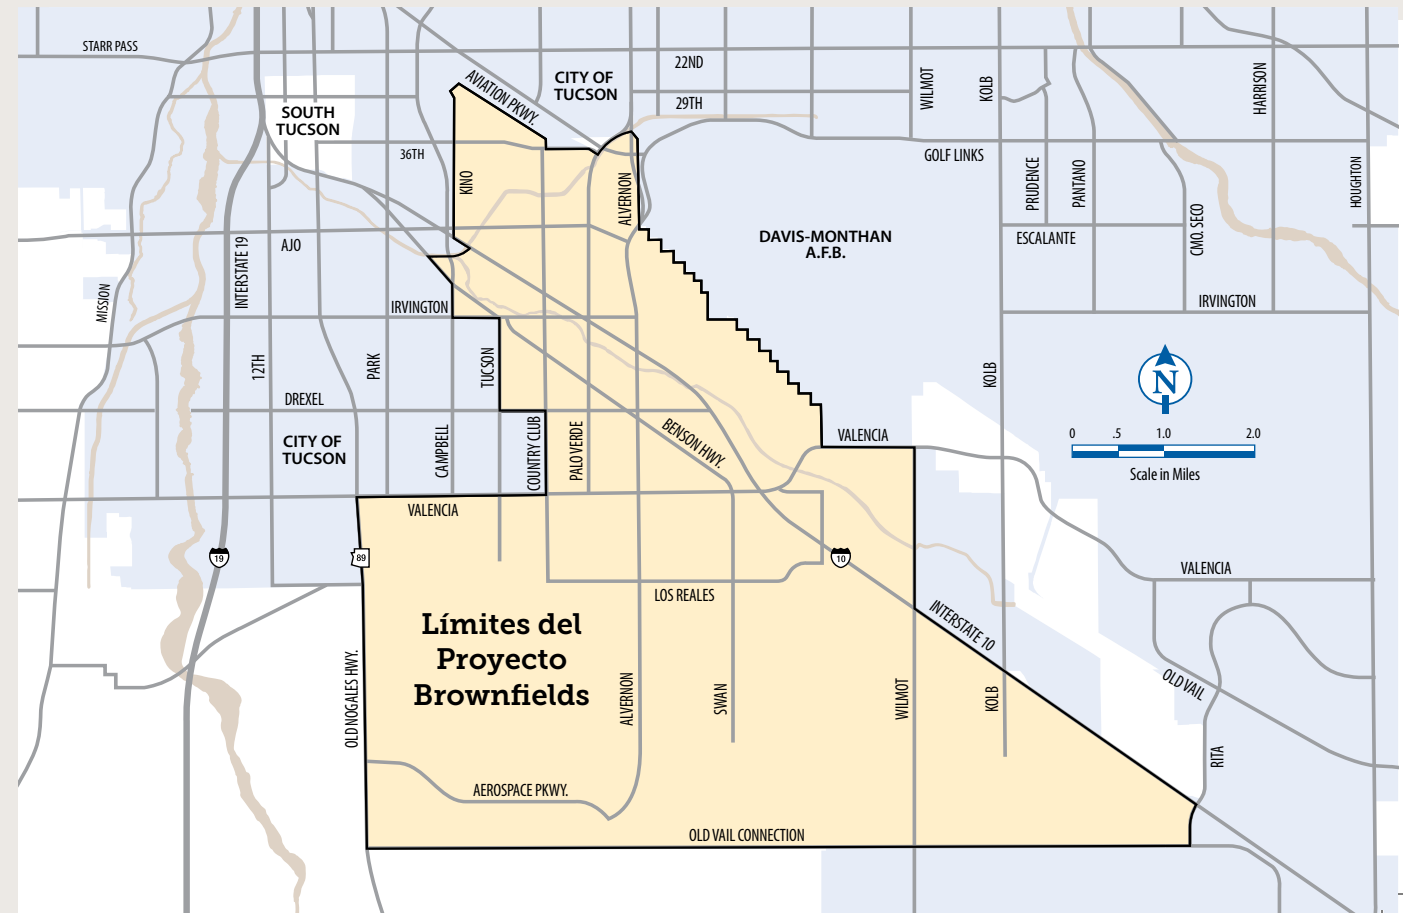 STARR PASS
22ND
AVIATION PKWY.
CITY OF
TUCSON
WILMOT
KOLB
HARRISON
29TH
SOUTH
TUCSON
36TH
GOLF LINKS
KINO
ALVERNON
PRUDENCE
PANTANO
HOUGHTON
CMO. SECO
DAVIS-MONTHAN
A.F.B.
ESCALANTE
AJO
INTERSTATE 19
MISSION
IRVINGTON
IRVINGTON
12TH
PARK
TUCSON
KOLB
N
DREXEL
CITY OF
TUCSON
CAMPBELL
COUNTRY CLUB
PALO VERDE
BENSON HWY.
VALENCIA
0 .5 1.0 2.0
Scale in Miles
VALENCIA
19
89
10
VALENCIA
LOS REALES
INTERSTATE 10
Límites del
Proyecto
Brownfields
OLD NOGALES HWY.
ALVERNON
SWAN
WILMOT
KOLB
OLD VAIL
RITA
AEROSPACE PKWY.
OLD VAIL CONNECTION